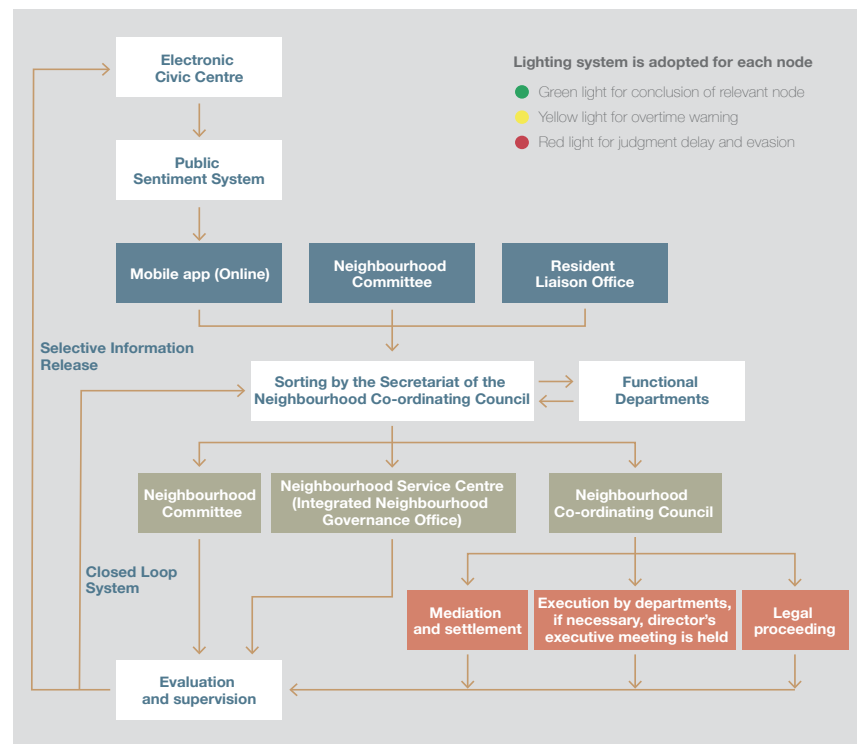 Electronic
Civic Centre
Lighting system is adopted for each node
Green light for conclusion of relevant node
Yellow light for overtime warning
Red light for judgment delay and evasion
Public
Sentiment System
Mobile app (Online)
Neighbourhood
Committee
Resident
Liaison Office
Selective Information
Release
Sorting by the Secretariat of the
Neighbourhood Co-ordinating Council
Functional
Departments
Neighbourhood
Committee
Neighbourhood Service Centre
(Integrated Neighbourhood
Governance Office)
Neighbourhood
Co-ordinating Council
Closed Loop
System
Mediation
and settlement
Execution by departments,
if necessary, director's
executive meeting is held
Legal
proceeding
Evaluation
and supervision